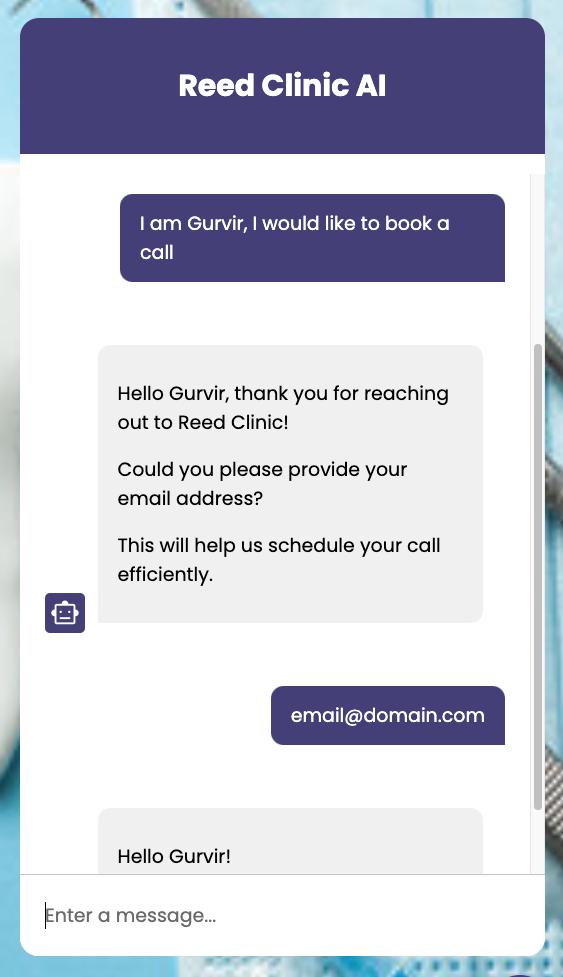 Reed Clinic AI
I am Gurvir, I would like to book a
call
Hello Gurvir, thank you for reaching
out to Reed Clinic!
Could you please provide your
email address?
This will help us schedule your call
efficiently.
email@domain.com
Hello Gurvir!
Enter a message...